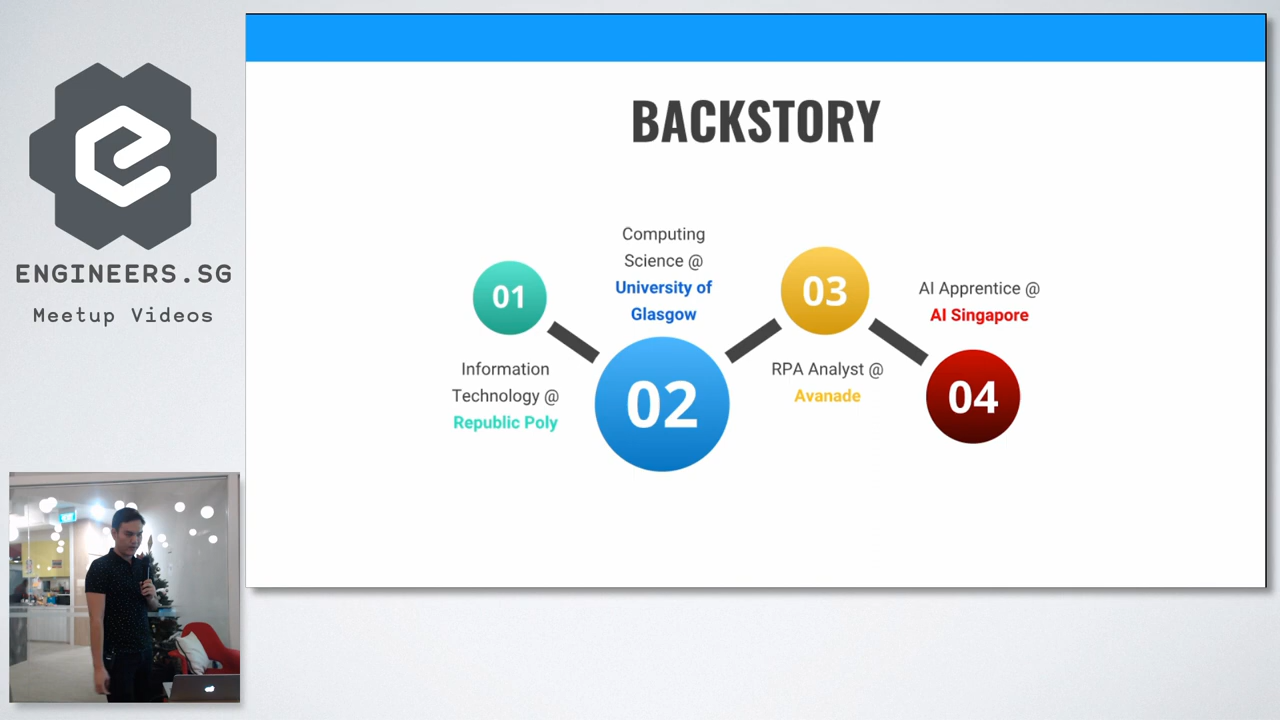 ENGINEERS.SG
Meetup Videos
BACKSTORY
01
Information
Technology @
Republic Poly
Computing
Science @
University of
Glasgow
02
03
RPA Analyst @
Avanade
AI Apprentice @
AI Singapore
04